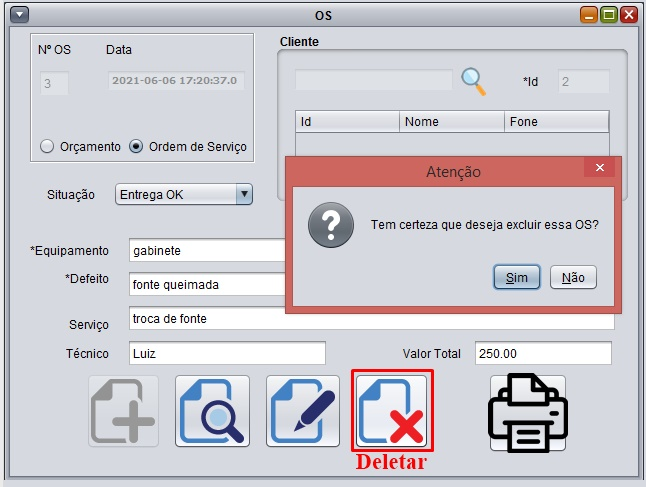 OS
Nº OS
Data
3
2021-06-06 17:20:37.0
Orçamento
Ordem de Serviço
Cliente
*Id
2
Id
Nome
Fone
Situação
Entrega OK
Atenção
Tem certeza que deseja excluir essa OS?
Sim
Não
*Equipamento
gabinete
*Defeito
fonte queimada
Serviço
troca de fonte
Técnico
Luiz
Valor Total
250.00
Deletar